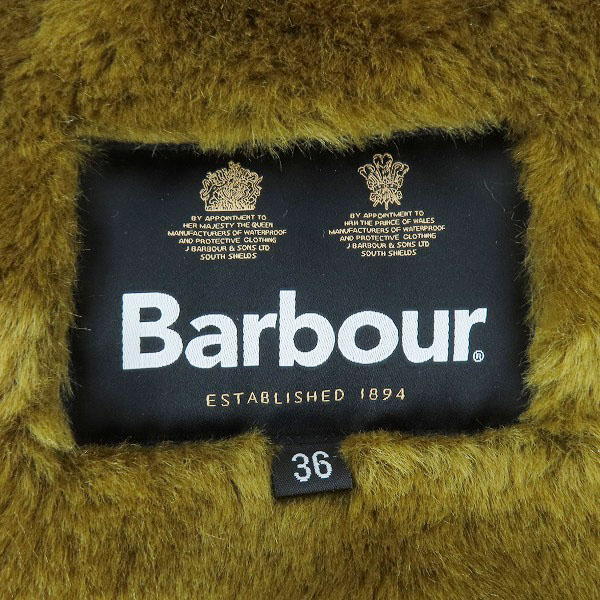 BY APPOINTMENT TO
HER MAJESTY THE QUEEN
MANUFACTURERS OF WATERPROOF
AND PROTECTIVE CLOTHING
J BARBOUR & SONS LTD
SOUTH SHIELDS
BY APPOINTMENT TO
HRH THE PRINCE OF WALES
MANUFACTURERS OF WATERPROOF
AND PROTECTIVE CLOTHING
J BARBOUR & SONS LTD
SOUTH SHIELDS
Barbour®
ESTABLISHED 1894
36